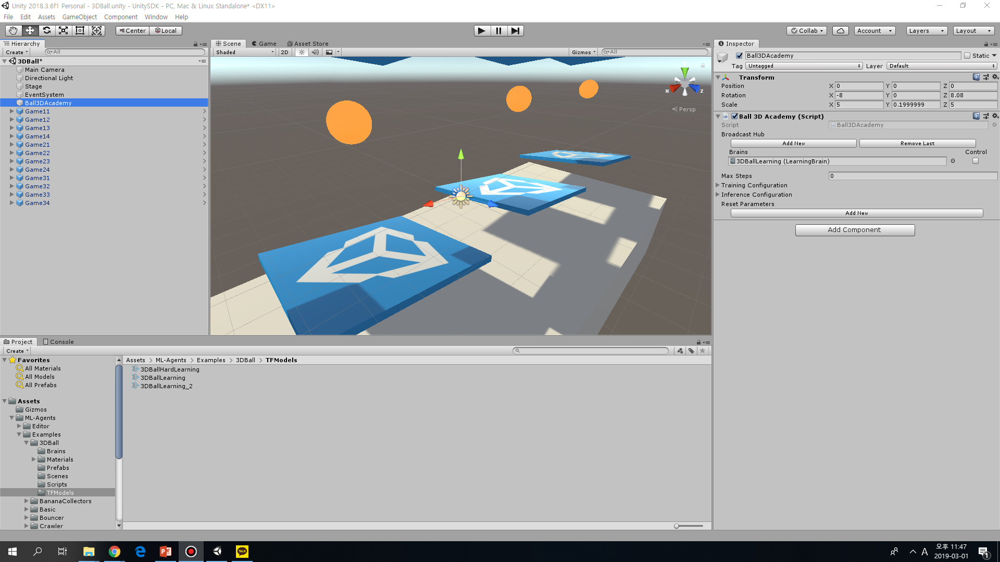 Unity 2018.3.6f1 Personal - 3DBall.unity - UnitySDK - PC, Mac & Linux Standalone* <DX11>
File Edit Assets GameObject Component Window Help
Center Local Collab Account Layers Layout
Hierarchy
Create All
3DBall*
Main Camera
Directional Light
Stage
EventSystem
Ball3DAcademy
Game11
Game12
Game13
Game14
Game21
Game22
Game23
Game24
Game31
Game32
Game33
Game34
Scene Game Asset Store
Shaded 2D Gizmos All
x z
Persp
Inspector
Ball3DAcademy Static
Tag Untagged Layer Default
Transform
Position X 0 Y 0 Z 0
Rotation X -8 Y 0 Z 8.08
Scale X 5 Y 0.1999999 Z 5
Ball 3D Academy (Script)
Script Ball3DAcademy
Broadcast Hub
Add New Remove Last
Brains Control
3DBallLearning (LearningBrain)
Max Steps 0
Training Configuration
Inference Configuration
Reset Parameters
Add New
Add Component
Project Console
Create
Favorites
All Materials
All Models
All Prefabs
Assets
Gizmos
ML-Agents
Editor
Examples
3DBall
Brains
Materials
Prefabs
Scenes
Scripts
TFModels
BananaCollectors
Basic
Bouncer
Crawler
Assets > ML-Agents > Examples > 3DBall > TFModels
3DBallHardLearning
3DBallLearning
3DBallLearning_2
TALK
A
오후 11:47
2019-03-01
1